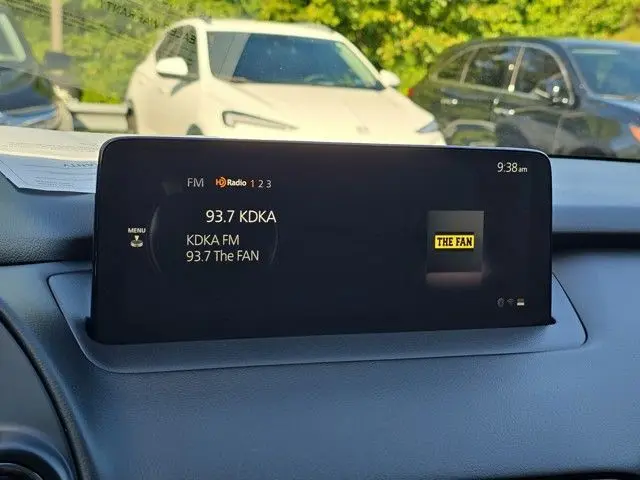 9:38am
FM HD Radio 1 2 3
93.7 KDKA
MENU
KDKA FM
93.7 The FAN
THE FAN